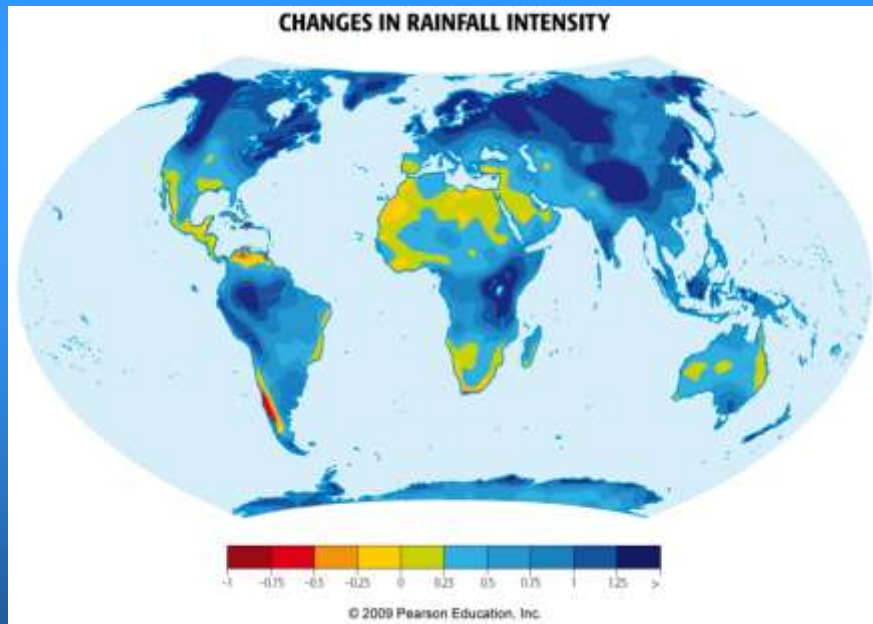 CHANGES IN RAINFALL INTENSITY
-1 -0.75 -0.5 -0.25 0 0.25 0.5 0.75 1 1.25 >
© 2009 Pearson Education, Inc.